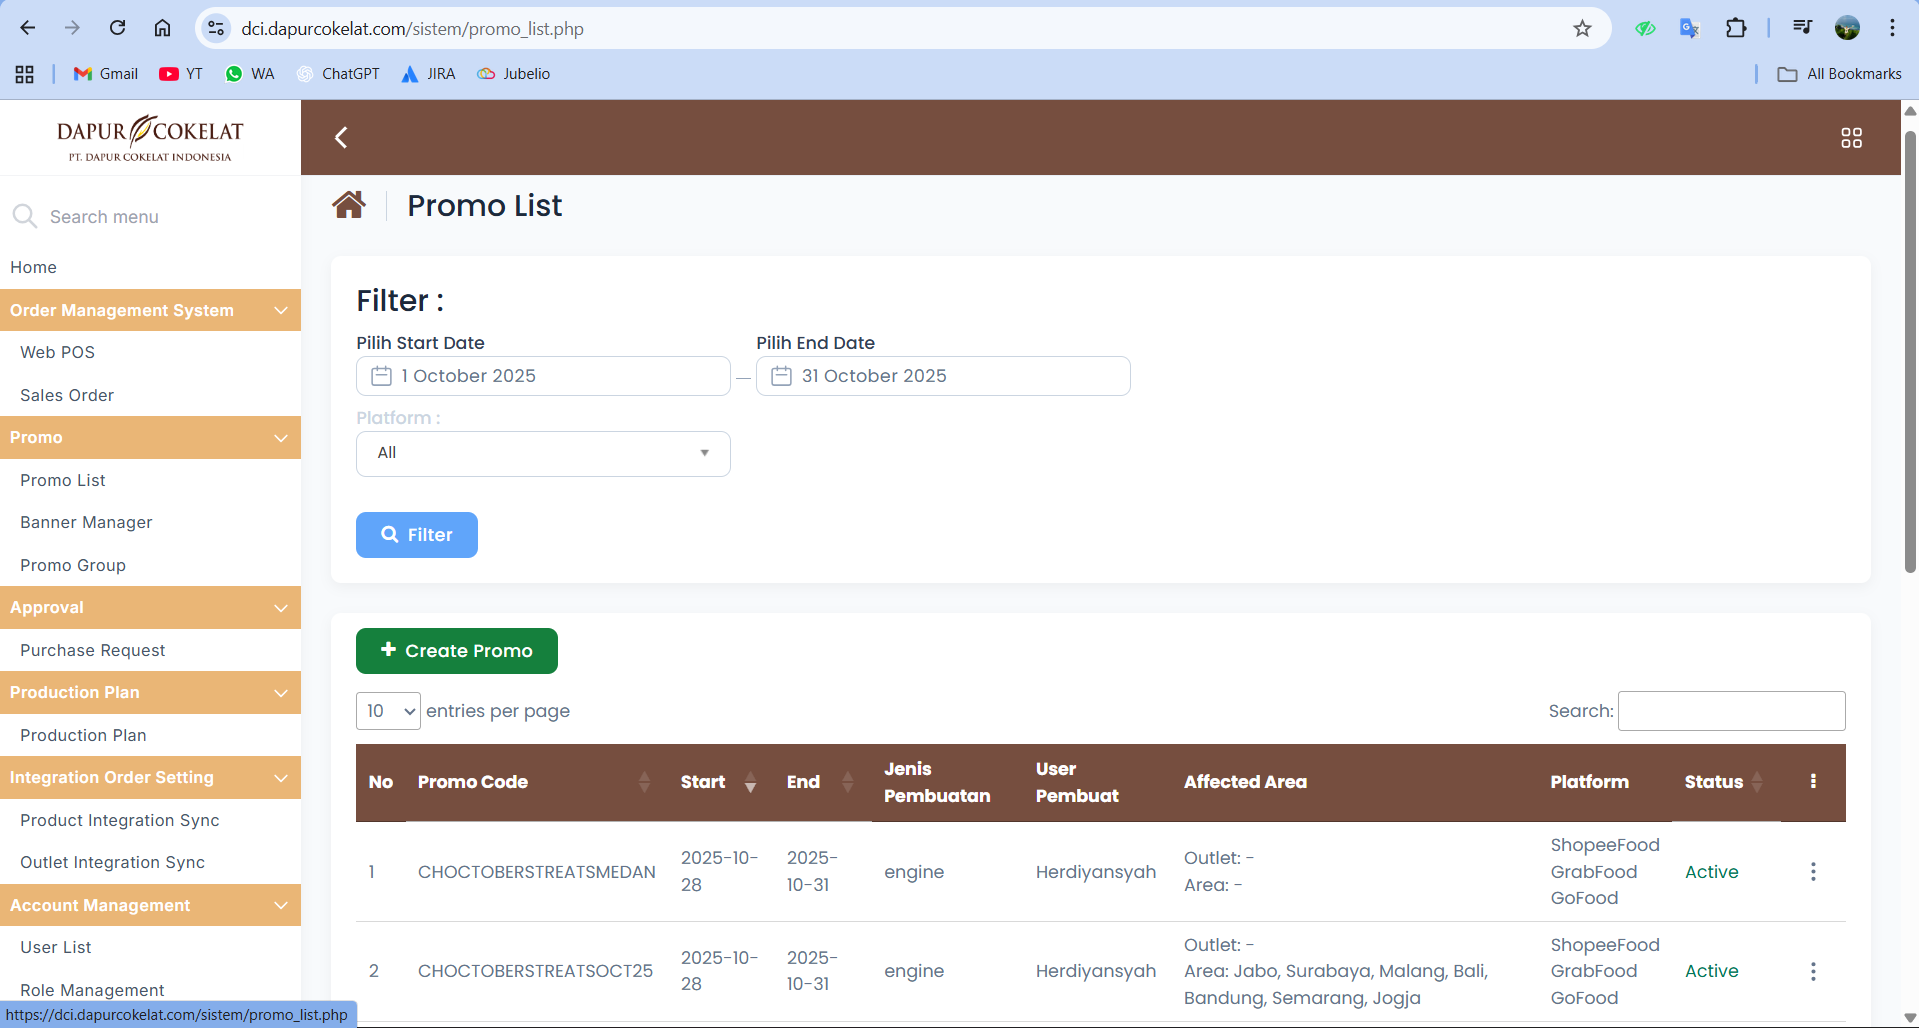 dci.dapurcokelat.com/sistem/promo_list.php
Gmail
YT
WA
ChatGPT
JIRA
Jubelio
All Bookmarks
DAPUR COKELAT
PT. DAPUR COKELAT INDONESIA
Search menu
Home
Order Management System
Web POS
Sales Order
Promo
Promo List
Banner Manager
Promo Group
Approval
Purchase Request
Production Plan
Production Plan
Integration Order Setting
Product Integration Sync
Outlet Integration Sync
Account Management
User List
Role Management
https://dci.dapurcokelat.com/sistem/promo_list.php
Promo List
Filter :
Pilih Start Date
Pilih End Date
1 October 2025
—
31 October 2025
Platform :
All
Filter
Create Promo
10 entries per page
Search:
No
Promo Code
Start
End
Jenis
Pembuatan
User
Pembuat
Affected Area
Platform
Status
1
CHOCTOBERSTREATSMEDAN
2025-10-
28
2025-
10-31
engine
Herdiyansyah
Outlet: -
Area: -
ShopeeFood
GrabFood
GoFood
Active
2
CHOCTOBERSTREATSOCT25
2025-10-
28
2025-
10-31
engine
Herdiyansyah
Outlet: -
Area: Jabo, Surabaya, Malang, Bali,
Bandung, Semarang, Jogja
ShopeeFood
GrabFood
GoFood
Active